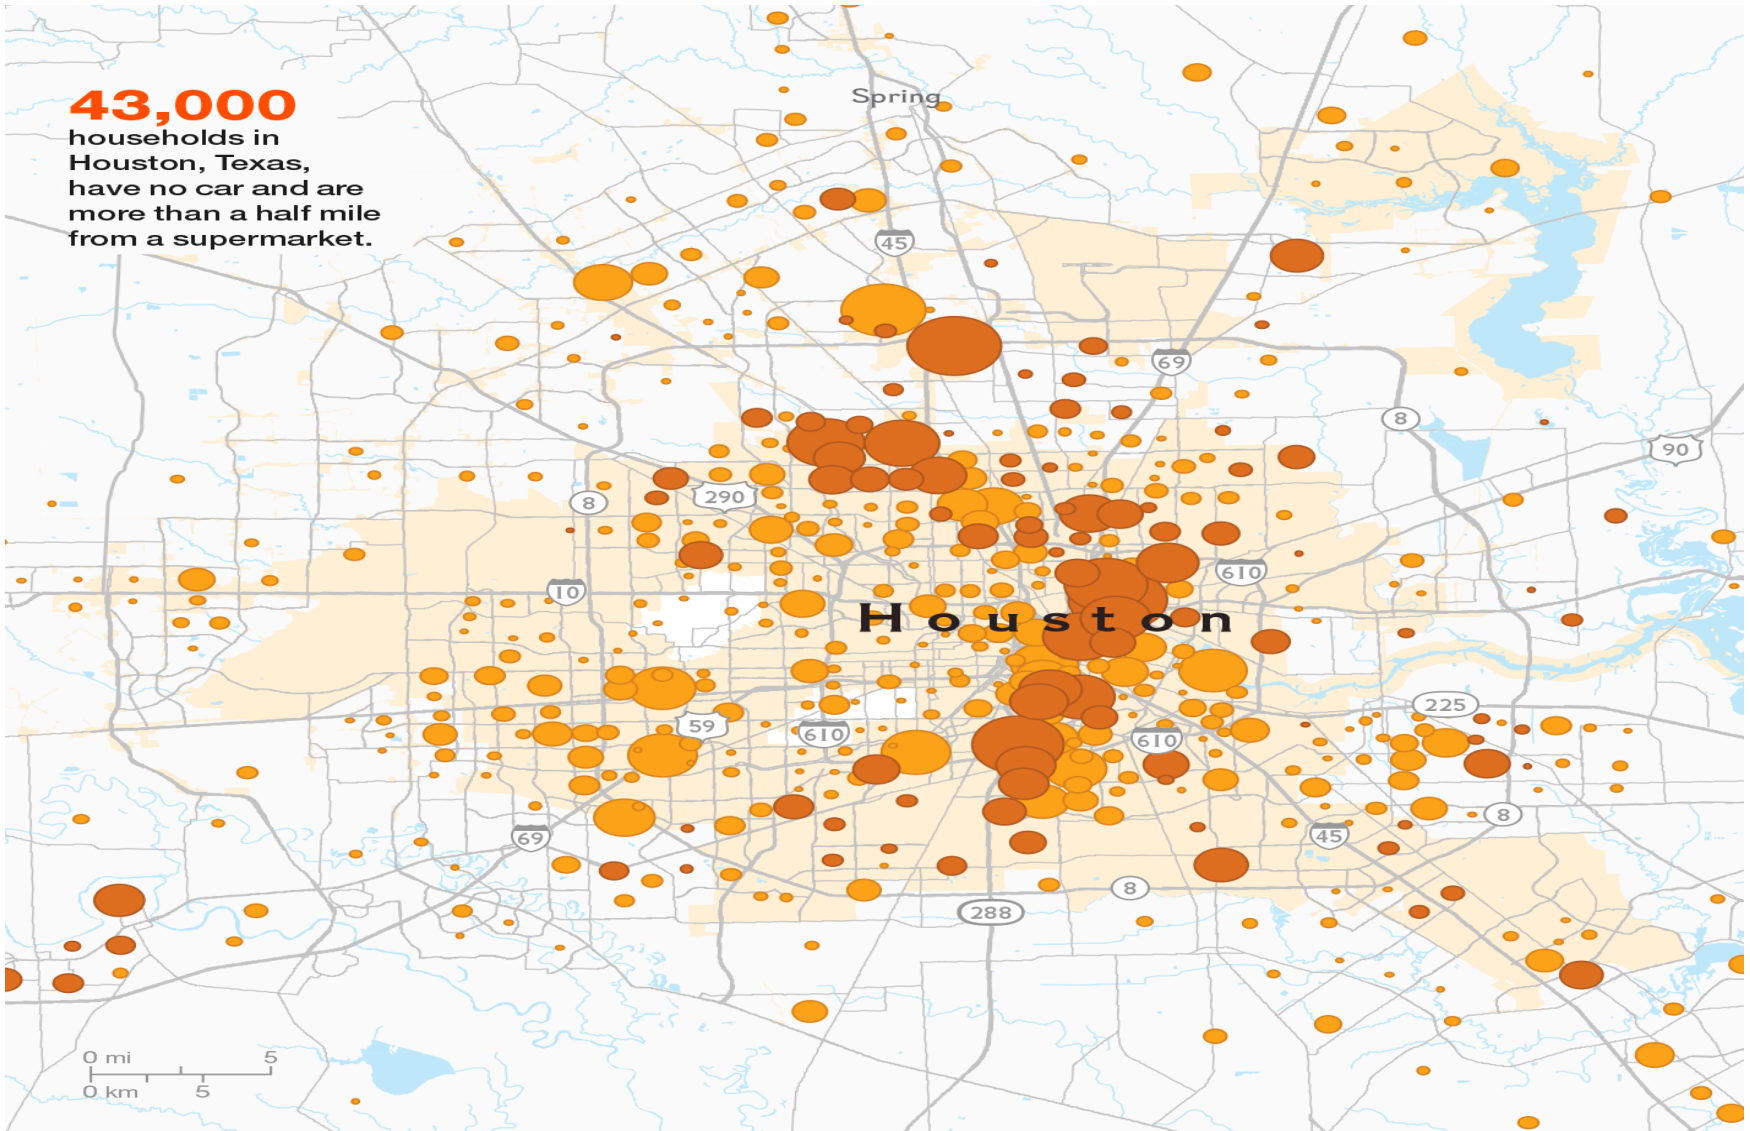 43,000
households in
Houston, Texas,
have no car and are
more than a half mile
from a supermarket.
Spring
45
69
8
90
290
8
10
610
Houston
225
59
610
610
69
45
8
8
288
0 mi 5
0 km 5